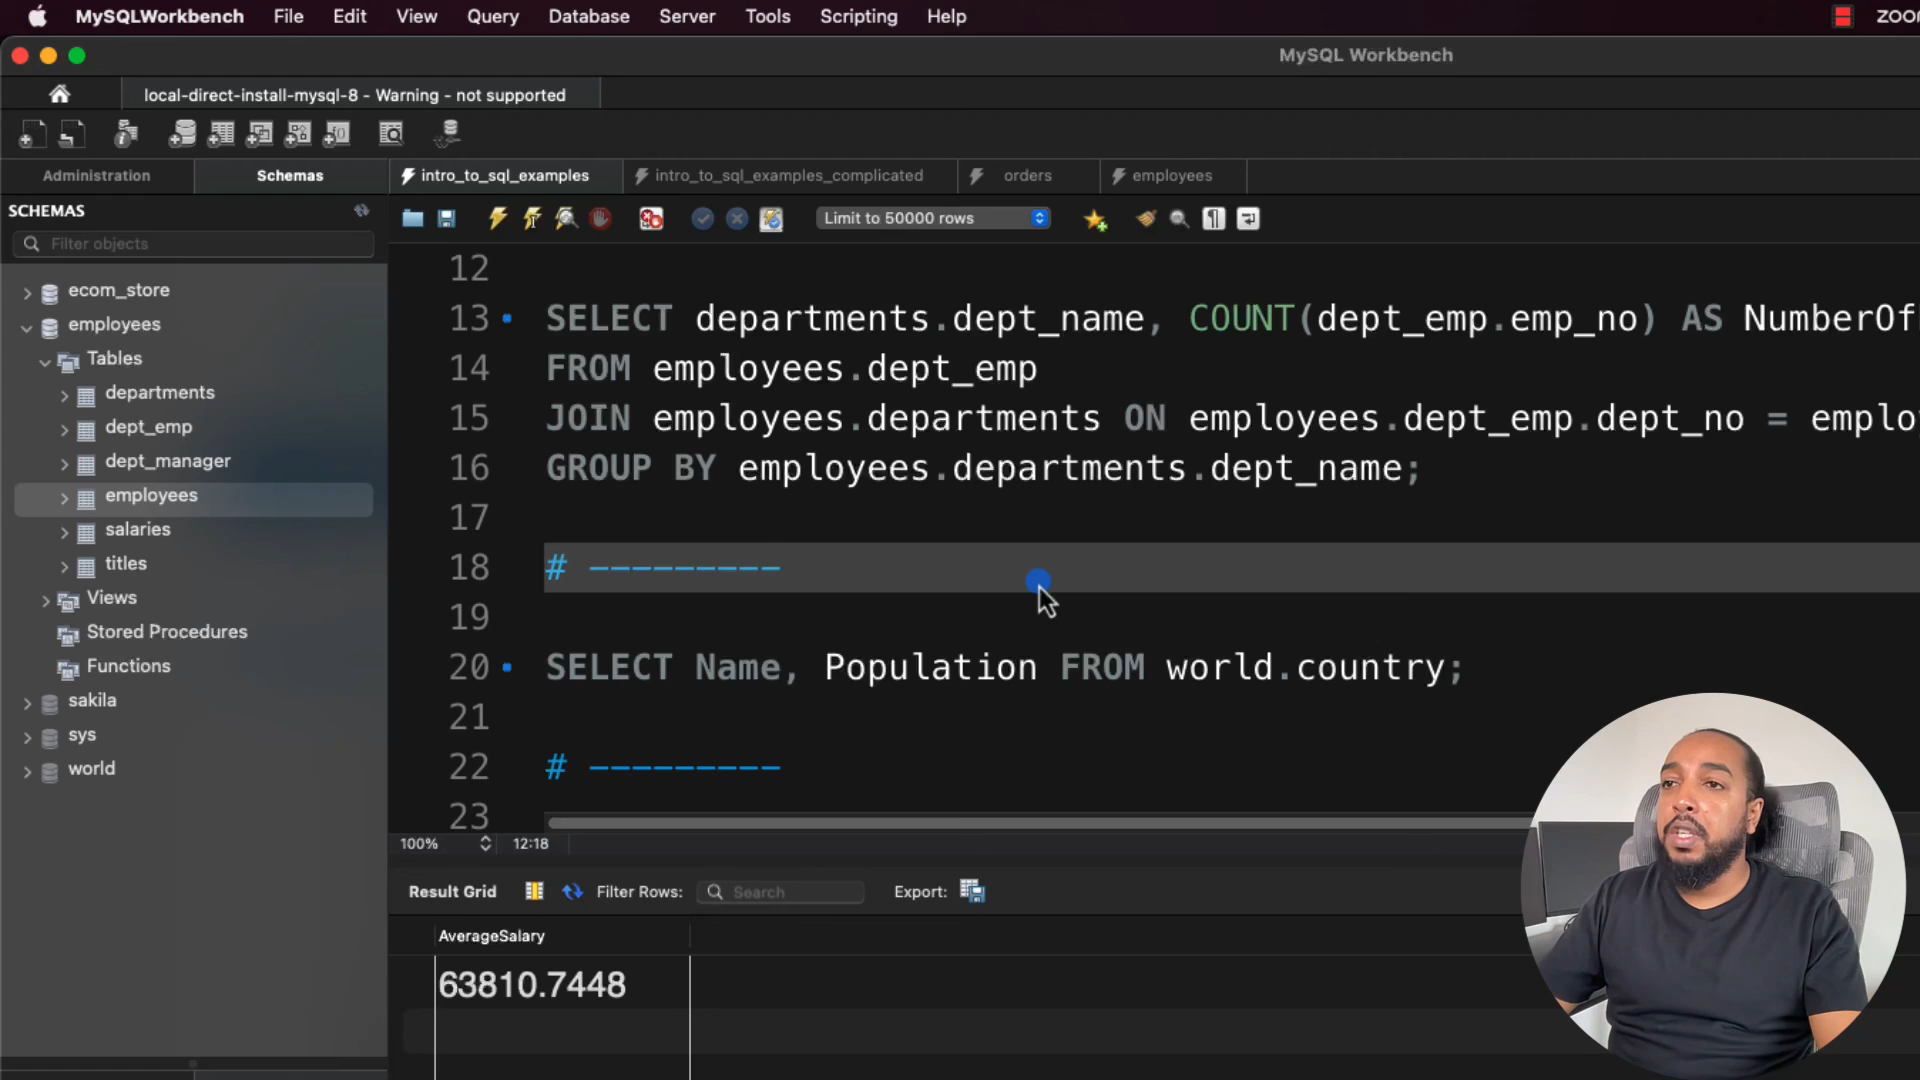 MySQLWorkbench File Edit View Query Database Server Tools Scripting Help
MySQL Workbench
local-direct-install-mysql-8 - Warning - not supported
Administration Schemas
intro_to_sql_examples intro_to_sql_examples_complicated orders employees
SCHEMAS
Filter objects
Limit to 50000 rows
ecom_store
employees
Tables
departments
dept_emp
dept_manager
employees
salaries
titles
Views
Stored Procedures
Functions
sakila
sys
world
12
13 SELECT departments.dept_name, COUNT(dept_emp.emp_no) AS NumberOf
14 FROM employees.dept_emp
15 JOIN employees.departments ON employees.dept_emp.dept_no = emplo
16 GROUP BY employees.departments.dept_name;
17
18 # ---------
19
20 SELECT Name, Population FROM world.country;
21
22 # ---------
23
100% 12:18
Result Grid Filter Rows: Search Export:
AverageSalary
63810.7448